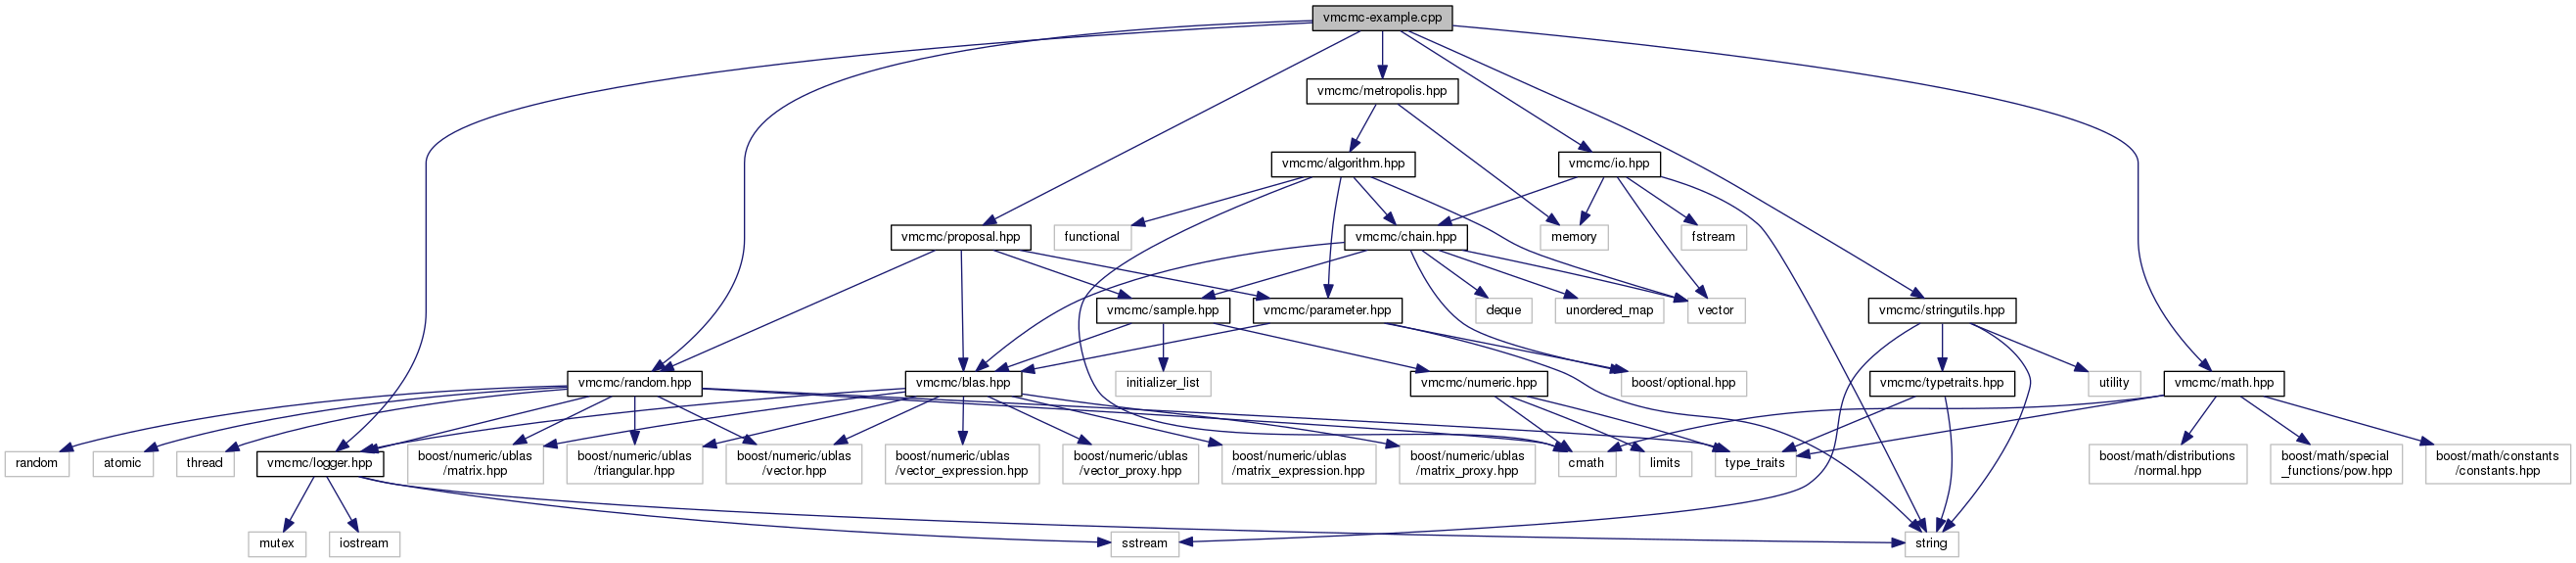 vmcmc-example.cpp
vmcmc/metropolis.hpp
vmcmc/algorithm.hpp
vmcmc/io.hpp
vmcmc/proposal.hpp
functional
vmcmc/chain.hpp
memory
fstream
vmcmc/sample.hpp
vmcmc/parameter.hpp
deque
unordered_map
vector
vmcmc/stringutils.hpp
vmcmc/random.hpp
vmcmc/blas.hpp
initializer_list
vmcmc/numeric.hpp
boost/optional.hpp
vmcmc/typetraits.hpp
utility
vmcmc/math.hpp
random
atomic
thread
vmcmc/logger.hpp
boost/numeric/ublas
/matrix.hpp
boost/numeric/ublas
/triangular.hpp
boost/numeric/ublas
/vector.hpp
boost/numeric/ublas
/vector_expression.hpp
boost/numeric/ublas
/vector_proxy.hpp
boost/numeric/ublas
/matrix_expression.hpp
boost/numeric/ublas
/matrix_proxy.hpp
cmath
limits
type_traits
boost/math/distributions
/normal.hpp
boost/math/special
_functions/pow.hpp
boost/math/constants
/constants.hpp
mutex
iostream
sstream
string